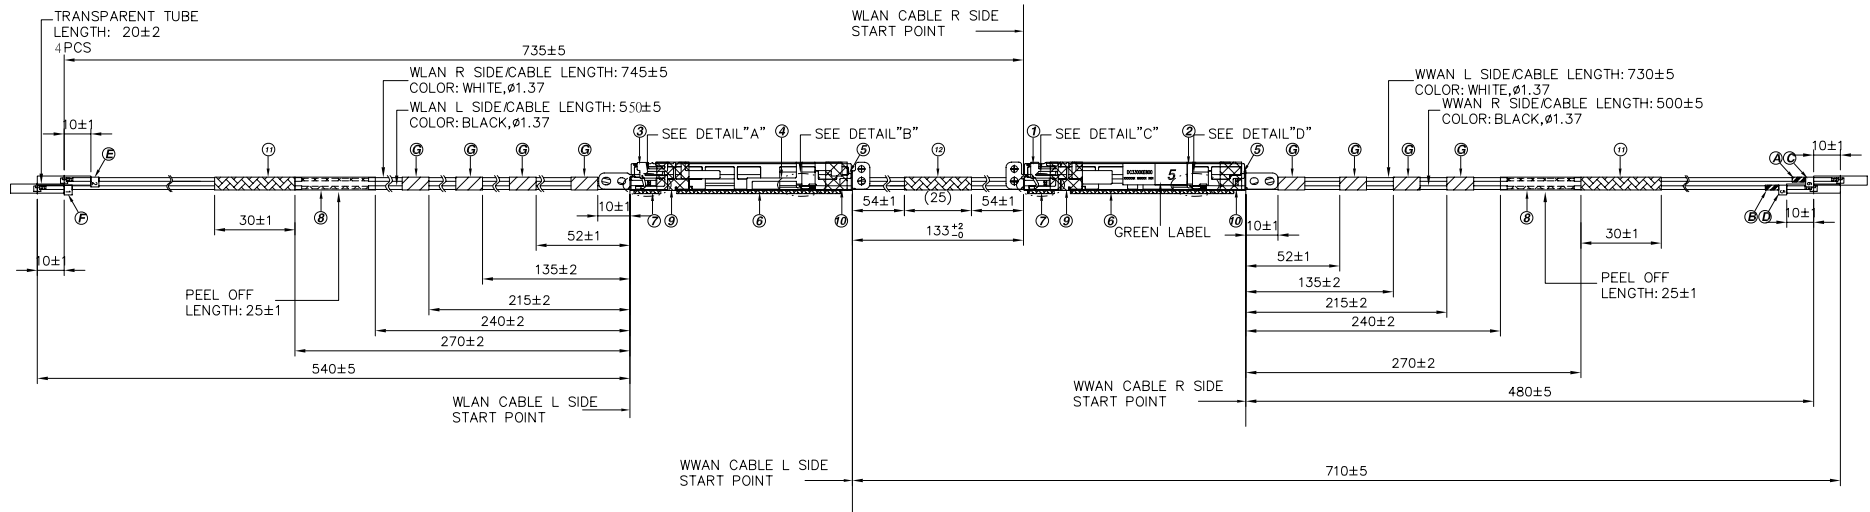 TRANSPARENT TUBE
LENGTH: 20±2
4PCS
735±5
WLAN CABLE R SIDE
START POINT
WLAN R SIDE/CABLE LENGTH: 745±5
COLOR: WHITE,ø1.37
WLAN L SIDE/CABLE LENGTH: 550±5
COLOR: BLACK,ø1.37
WWAN L SIDE/CABLE LENGTH: 730±5
COLOR: WHITE,ø1.37
WWAN R SIDE/CABLE LENGTH: 500±5
COLOR: BLACK,ø1.37
10±1
3
SEE DETAIL"A"
4
SEE DETAIL"B"
1
SEE DETAIL"C"
2
SEE DETAIL"D"
10±1
E
11
G
G
G
G
5
12
5
G
G
G
G
11
A
C
5
F
8
10±1
7
9
6
10
54±1
(25)
54±1
7
9
6
10
GREEN LABEL
10±1
8
B
D
10±1
30±1
52±1
133 +2 -0
52±1
30±1
10±1
135±2
135±2
PEEL OFF
LENGTH: 25±1
215±2
215±2
PEEL OFF
LENGTH: 25±1
240±2
240±2
270±2
270±2
540±5
480±5
WLAN CABLE L SIDE
START POINT
WWAN CABLE R SIDE
START POINT
WWAN CABLE L SIDE
START POINT
710±5